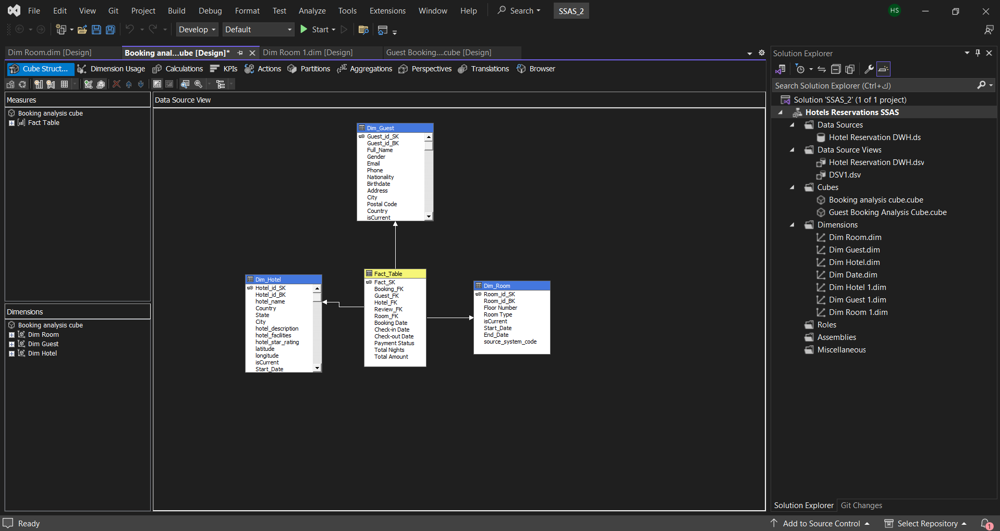 File Edit View Git Project Build Debug Format Test Analyze Tools Extensions Window Help Search SSAS_2 HS
Develop Default Start
Dim Room.dim [Design] Booking anal...ube [Design]* Dim Room 1.dim [Design] Guest Booking....cube [Design]
Cube Struct... Dimension Usage Calculations KPIs Actions Partitions Aggregations Perspectives Translations Browser
Measures
Booking analysis cube
Fact Table
Dimensions
Booking analysis cube
Dim Room
Dim Guest
Dim Hotel
Data Source View
Dim_Guest
Guest_id_SK
Guest_id_BK
Full_Name
Gender
Email
Phone
Nationality
Birthdate
Address
City
Postal Code
Country
isCurrent
Dim_Hotel
Hotel_id_SK
Hotel_id_BK
hotel_name
Country
State
City
hotel_description
hotel_facilities
hotel_star_rating
latitude
longitude
isCurrent
Start_Date
Fact_Table
Fact_SK
Booking_FK
Guest_FK
Hotel_FK
Review_FK
Room_FK
Booking Date
Check-in Date
Check-out Date
Payment Status
Total Nights
Total Amount
Dim_Room
Room_id_SK
Room_id_BK
Floor Number
Room Type
isCurrent
Start_Date
End_Date
source_system_code
Solution Explorer
Search Solution Explorer (Ctrl+ك)
Solution 'SSAS_2' (1 of 1 project)
Hotels Reservations SSAS
Data Sources
Hotel Reservation DWH.ds
Data Source Views
Hotel Reservation DWH.dsv
DSV1.dsv
Cubes
Booking analysis cube.cube
Guest Booking Analysis Cube.cube
Dimensions
Dim Room.dim
Dim Guest.dim
Dim Hotel.dim
Dim Date.dim
Dim Hotel 1.dim
Dim Guest 1.dim
Dim Room 1.dim
Roles
Assemblies
Miscellaneous
Solution Explorer Git Changes
Ready Add to Source Control Select Repository 1